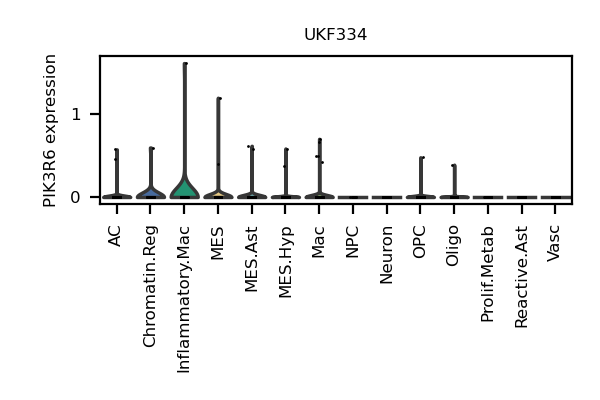 UKF334
PIK3R6 expression
1
0
AC
Chromatin.Reg
Inflammatory.Mac
MES
MES.Ast
MES.Hyp
Mac
NPC
Neuron
OPC
Oligo
Prolif.Metab
Reactive.Ast
Vasc